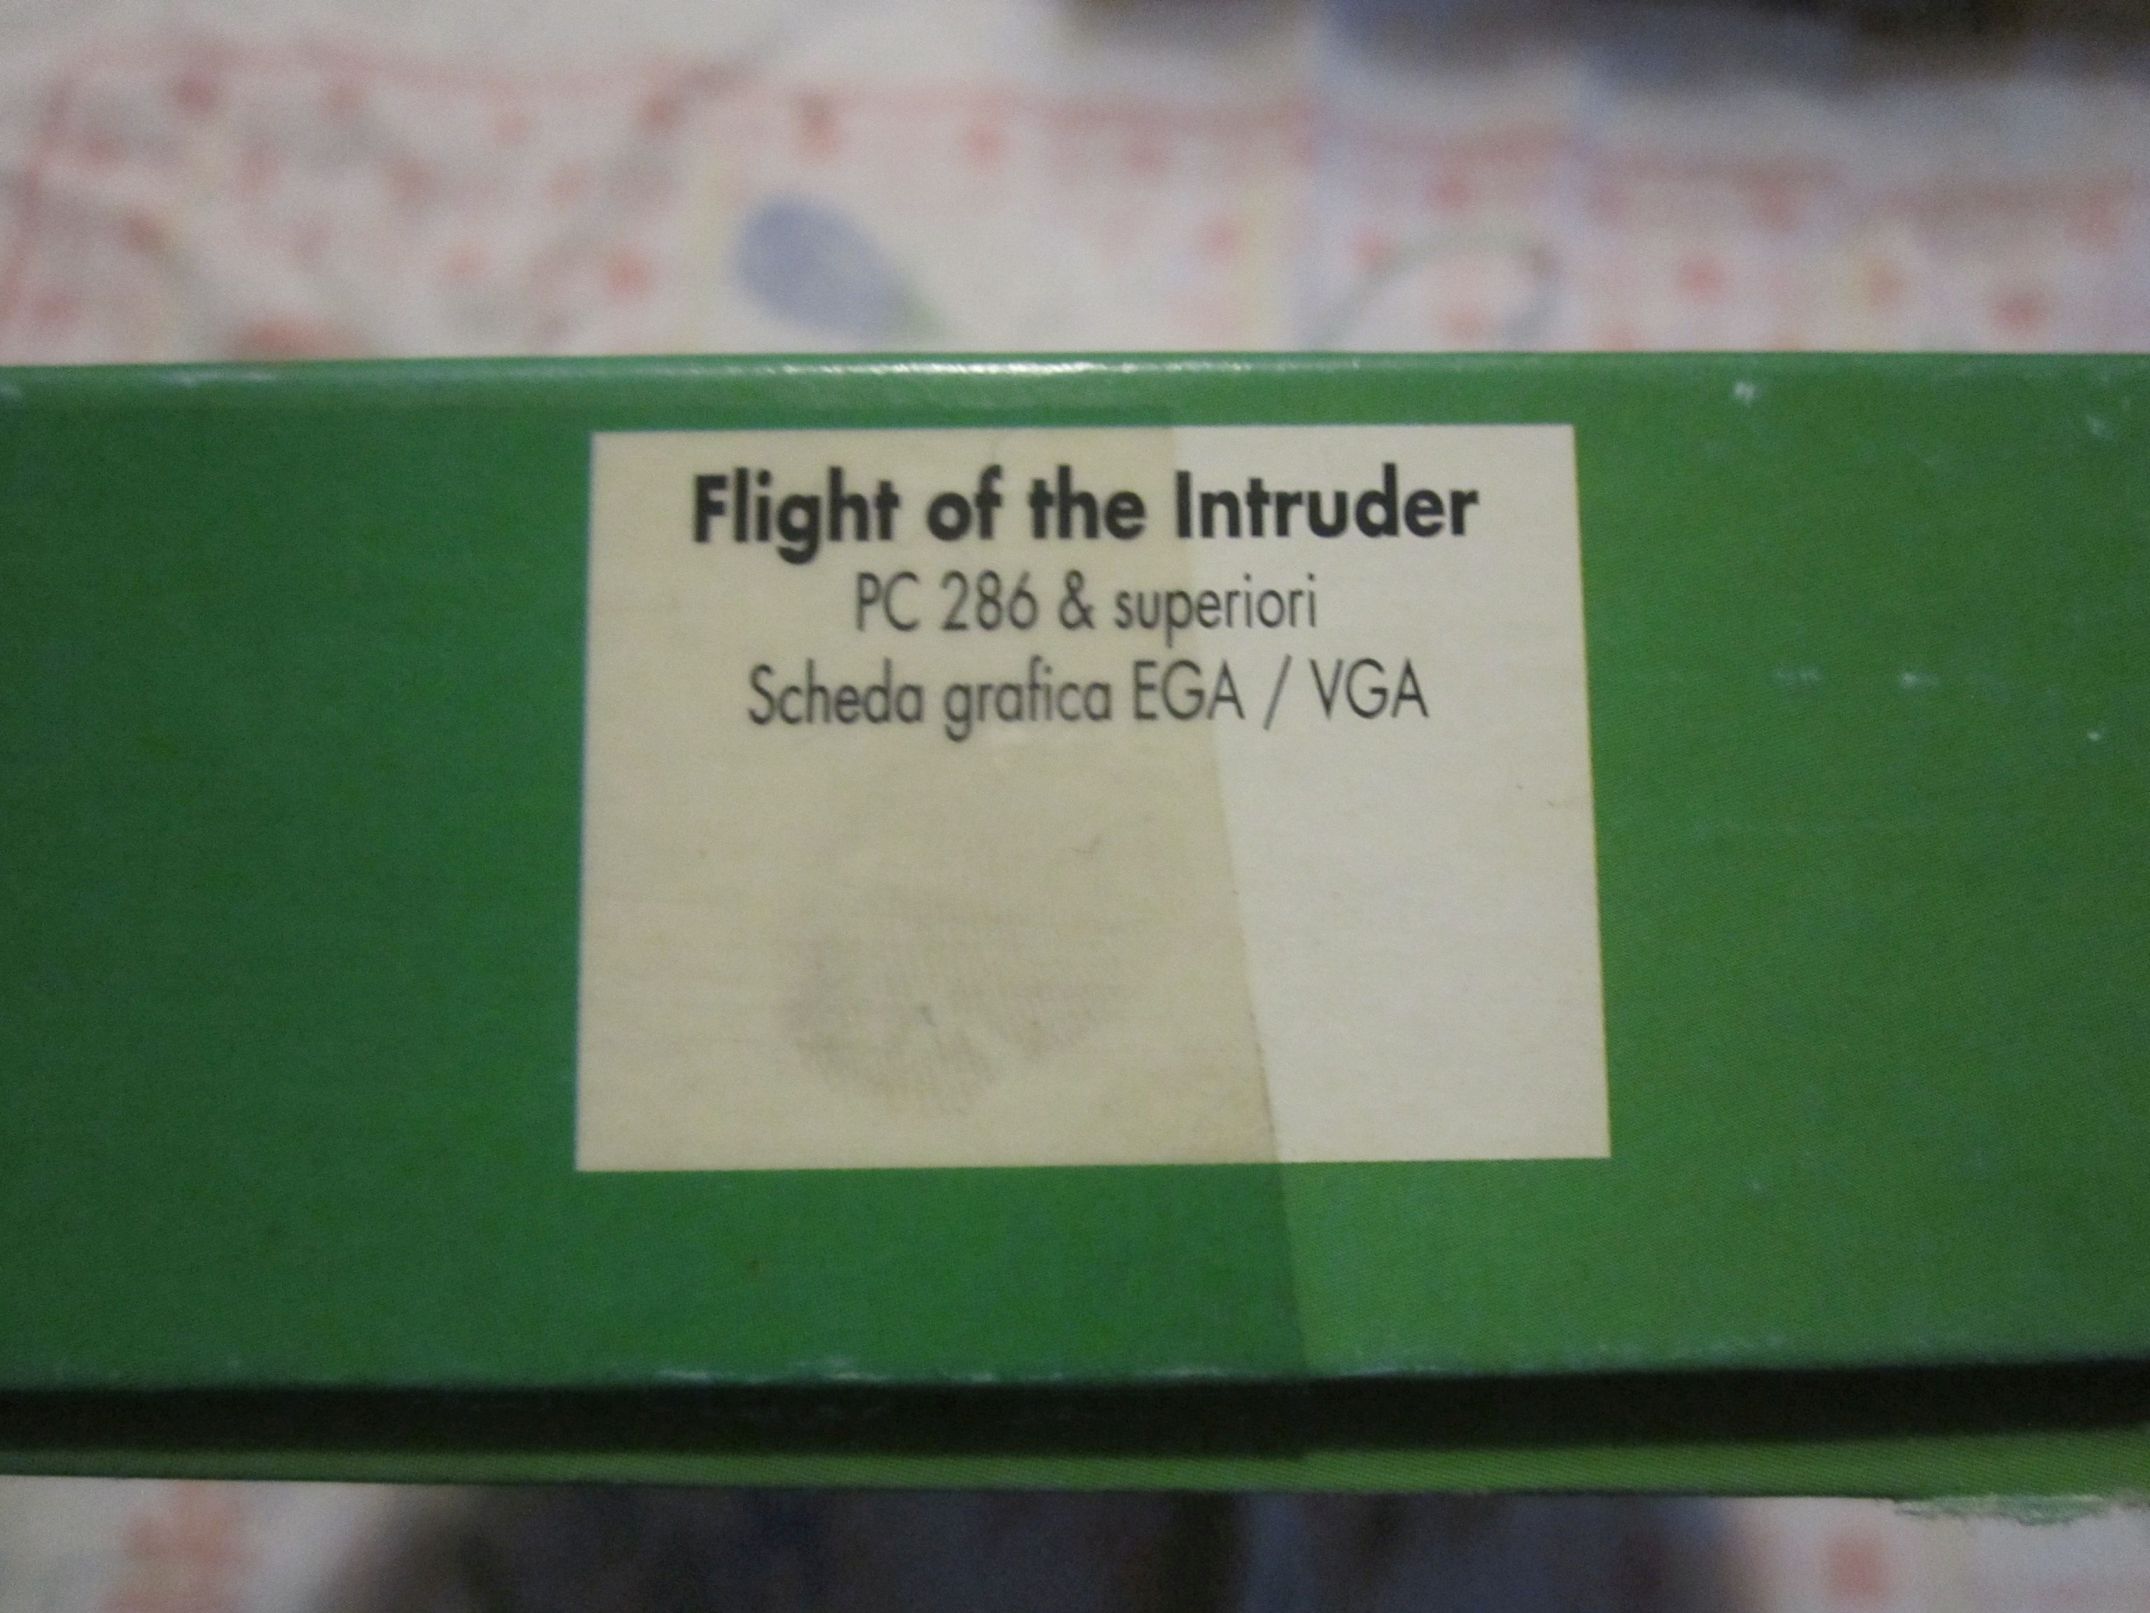 Flight of the Intruder
PC 286 & superiori
Scheda grafica EGA / VGA